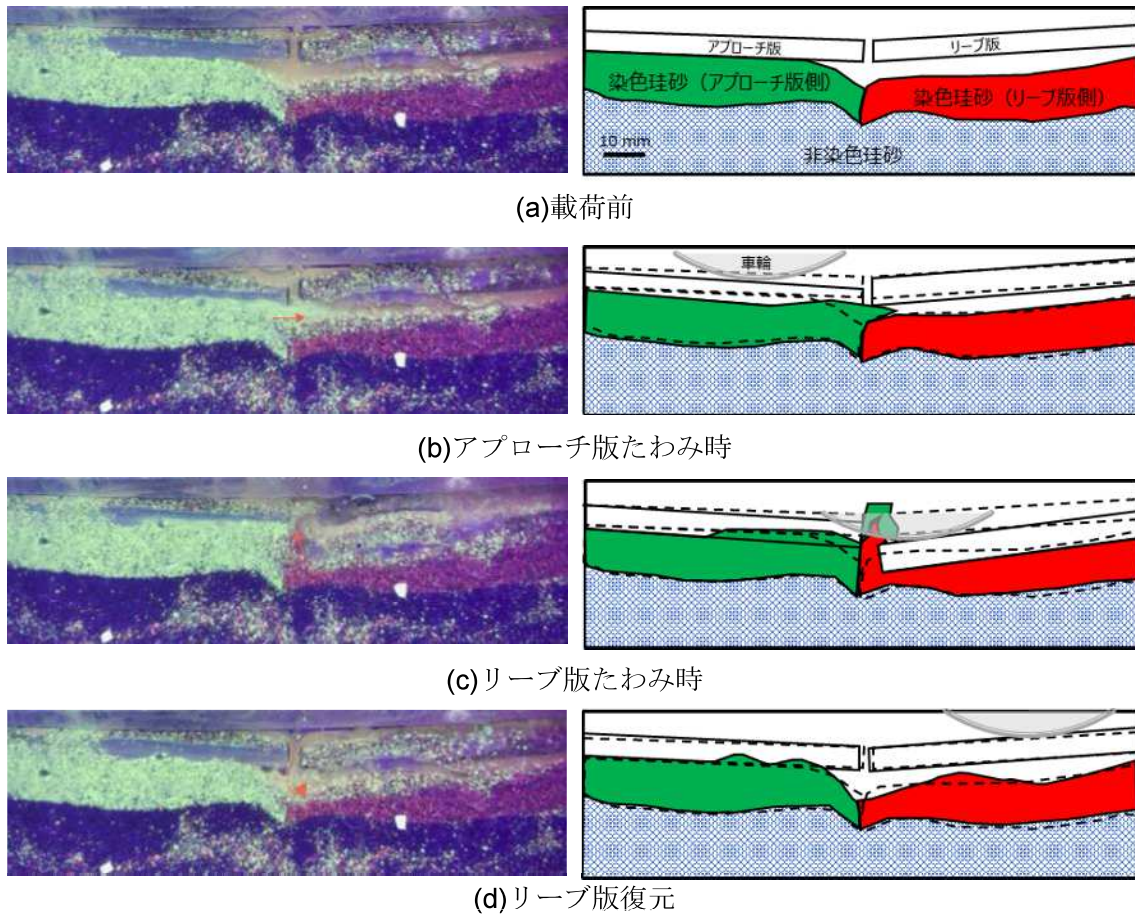 アプローチ版
リーブ版
染色珪砂（アプローチ版側）
染色珪砂（リーブ版側）
10 mm
非染色珪砂
(a)載荷前
車輪
(b)アプローチ版たわみ時
(c)リーブ版たわみ時
(d)リーブ版復元